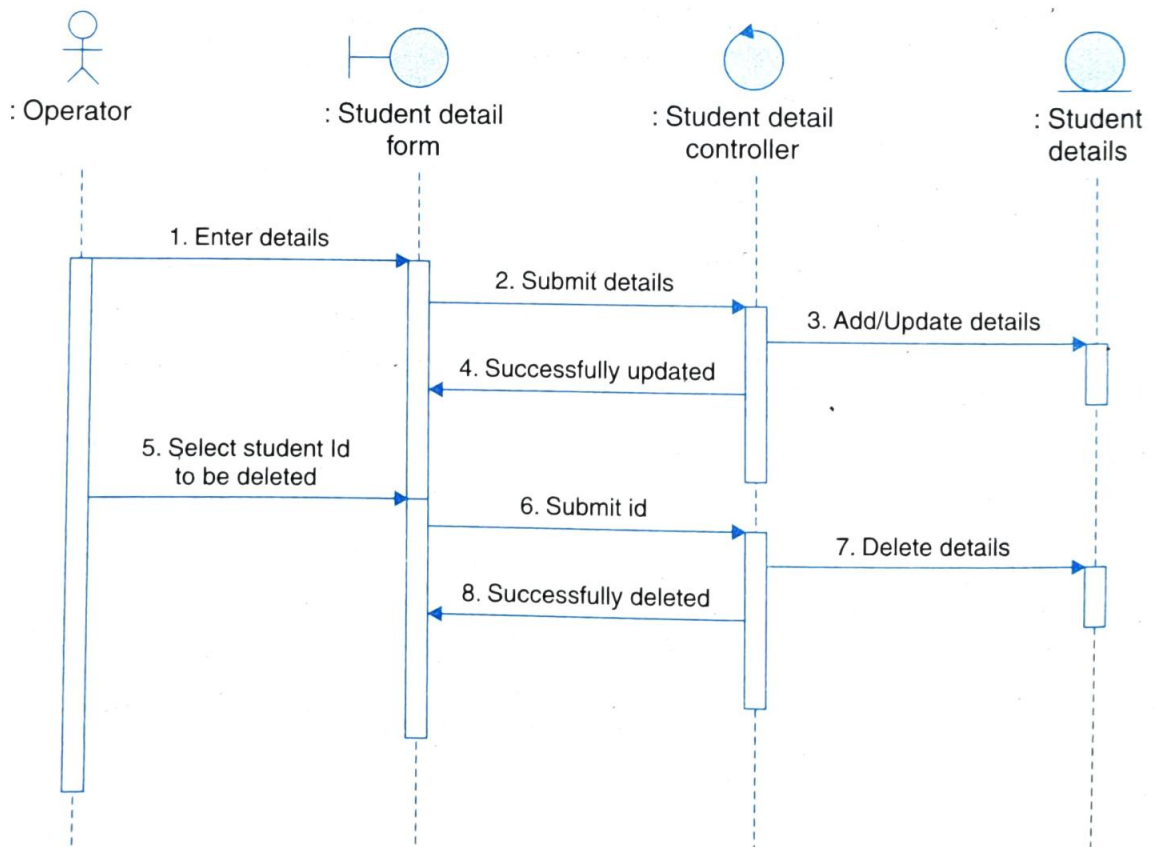 : Operator
: Student detail
form
: Student detail
controller
: Student
details
1. Enter details
2. Submit details
3. Add/Update details
4. Successfully updated
5. Select student Id
to be deleted
6. Submit id
7. Delete details
8. Successfully deleted